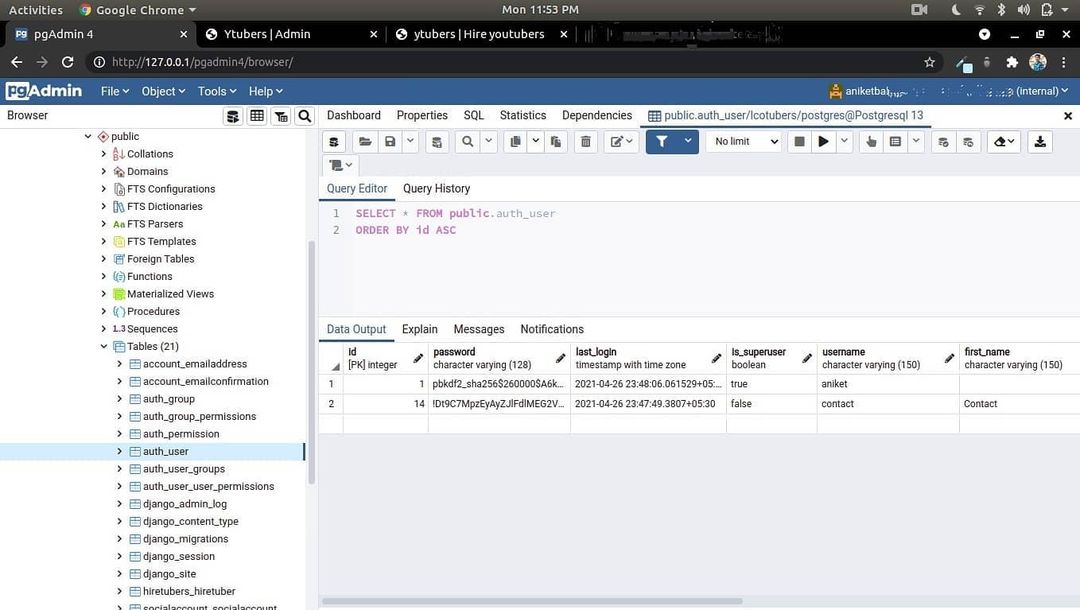 Activities Google Chrome Mon 11:53 PM
pgAdmin 4 Ytubers | Admin ytubers | Hire youtubers
http://127.0.0.1/pgadmin4/browser/
pgAdmin File Object Tools Help (internal)
Browser Dashboard Properties SQL Statistics Dependencies public.auth_user/lcotubers/postgres@Postgresql 13
No limit
Query Editor Query History
1 SELECT * FROM public.auth_user
2 ORDER BY id ASC
public
Collations
Domains
FTS Configurations
FTS Dictionaries
Aa FTS Parsers
FTS Templates
Foreign Tables
Functions
Materialized Views
Procedures
1..3 Sequences
Tables (21)
account_emailaddress
account_emailconfirmation
auth_group
auth_group_permissions
auth_permission
auth_user
auth_user_groups
auth_user_user_permissions
django_admin_log
django_content_type
django_migrations
django_session
django_site
hiretubers_hiretuber
socialaccount_socialaccount
Data Output Explain Messages Notifications
id password last_login is_superuser username first_name
[PK] integer character varying (128) timestamp with time zone boolean character varying (150) character varying (150)
1 1 pbkdf2_sha256$260000$A6k... 2021-04-26 23:48:06.061529+05:... true aniket
2 14 !Dt9C7MpzEyAyZJlFdlMEG2V... 2021-04-26 23:47:49.3807+05:30 false contact Contact